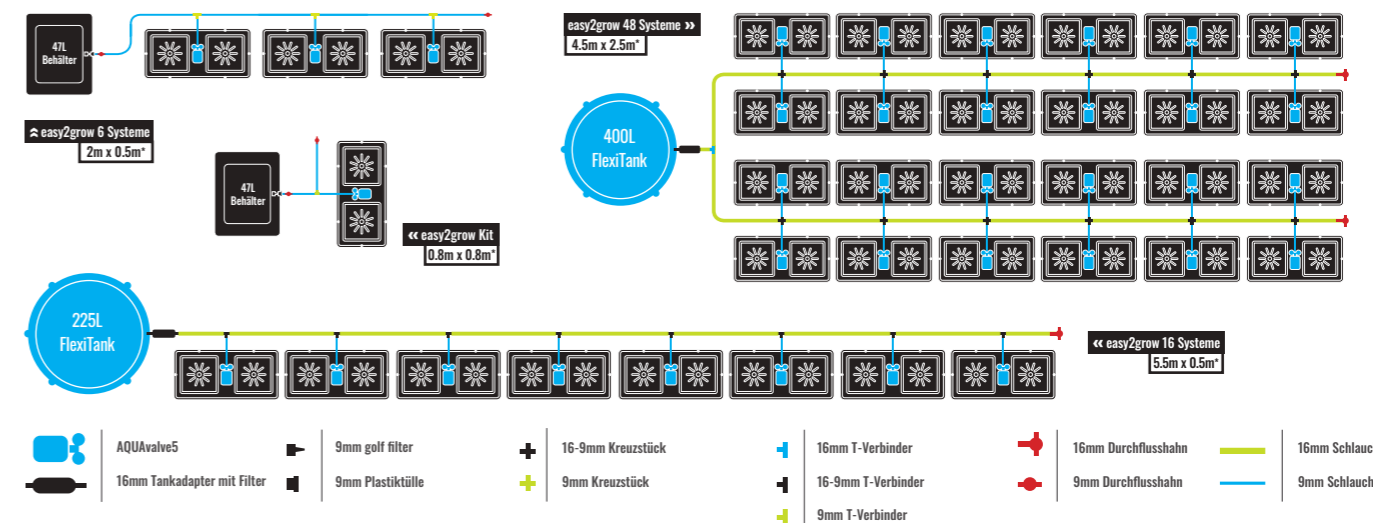 47L
Behälter
easy2grow 6 Systeme
2m x 0.5m*
47L
Behälter
« easy2grow Kit
0.8m x 0.8m*
easy2grow 48 Systeme »
4.5m x 2.5m*
400L
FlexiTank
225L
FlexiTank
« easy2grow 16 Systeme
5.5m x 0.5m*
AQUAvalve5
16mm Tankadapter mit Filter
9mm golf filter
9mm Plastiktülle
16-9mm Kreuzstück
9mm Kreuzstück
16mm T-Verbinder
16-9mm T-Verbinder
9mm T-Verbinder
16mm Durchflusshahn
9mm Durchflusshahn
16mm Schlauc
9mm Schlauch